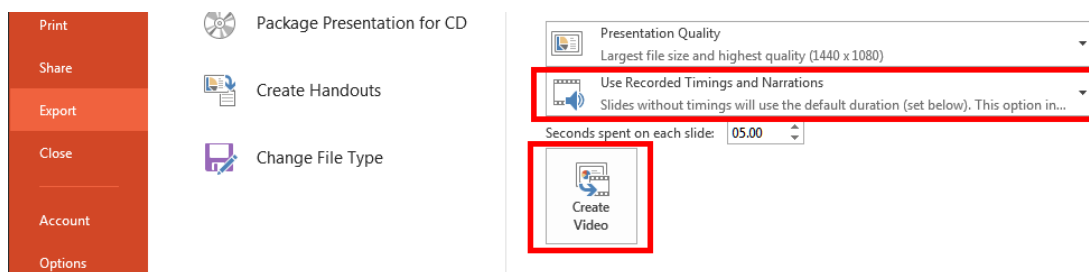 Print
Share
Export
Close
Account
Options
Package Presentation for CD
Create Handouts
Change File Type
Presentation Quality
Largest file size and highest quality (1440 x 1080)
Use Recorded Timings and Narrations
Slides without timings will use the default duration (set below). This option in...
Seconds spent on each slide: 05.00
Create
Video